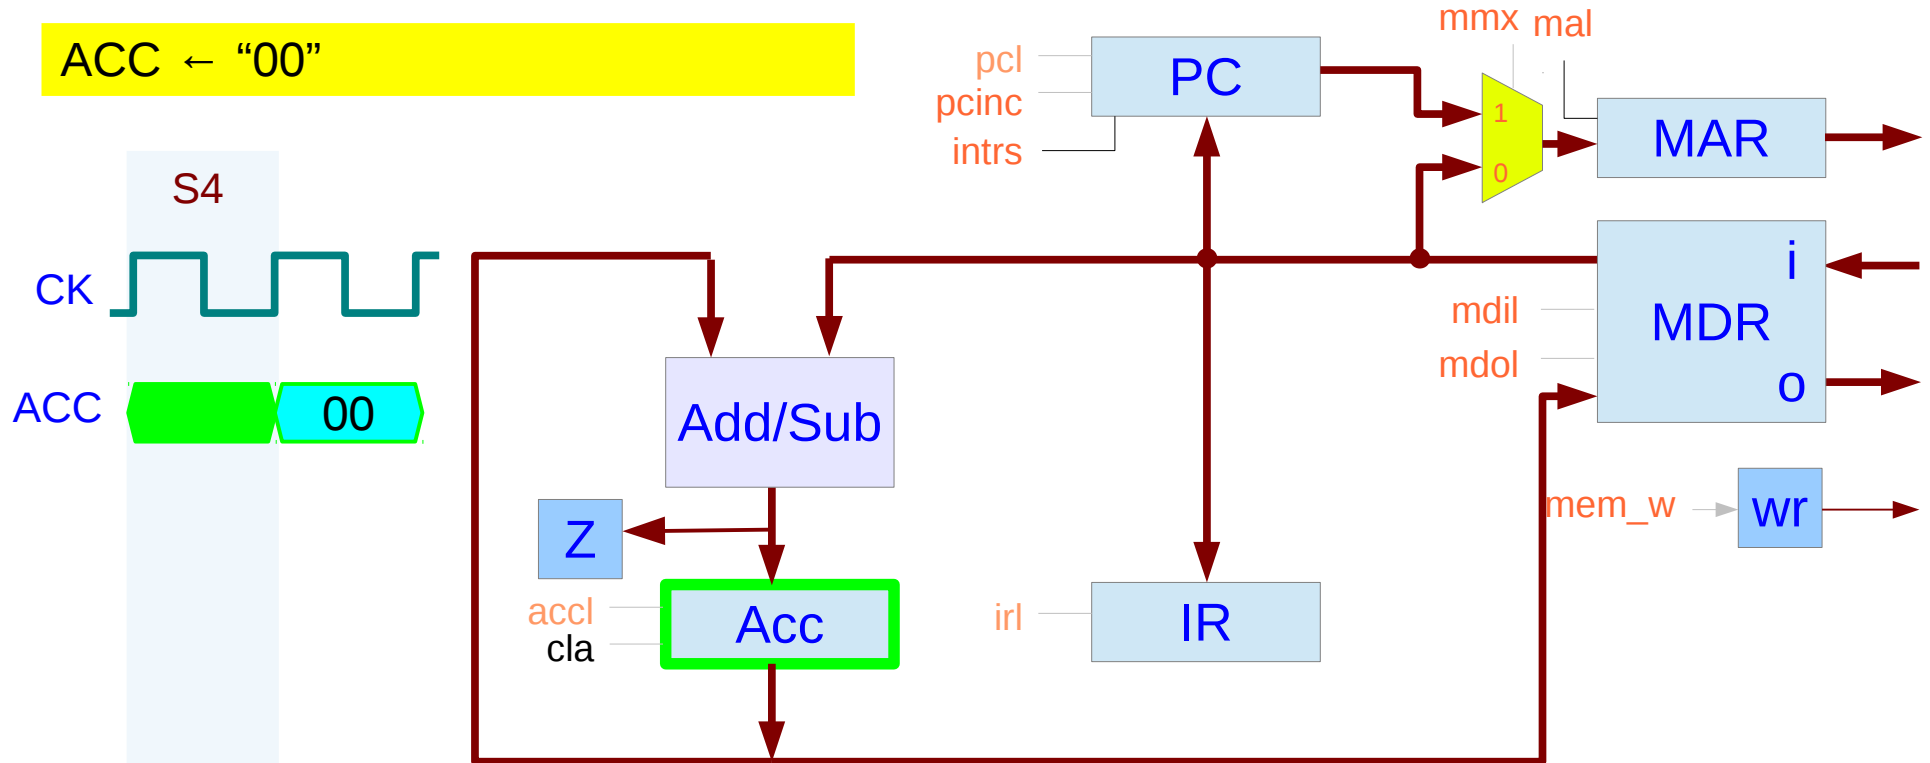 ACC ← “00”
S4
CK
ACC
00
mmx
mal
pcl
pcinc
intrs
PC
1
0
MAR
i
MDR
o
mdil
mdol
Add/Sub
Z
accl
cla
Acc
irl
IR
mem_w
wr